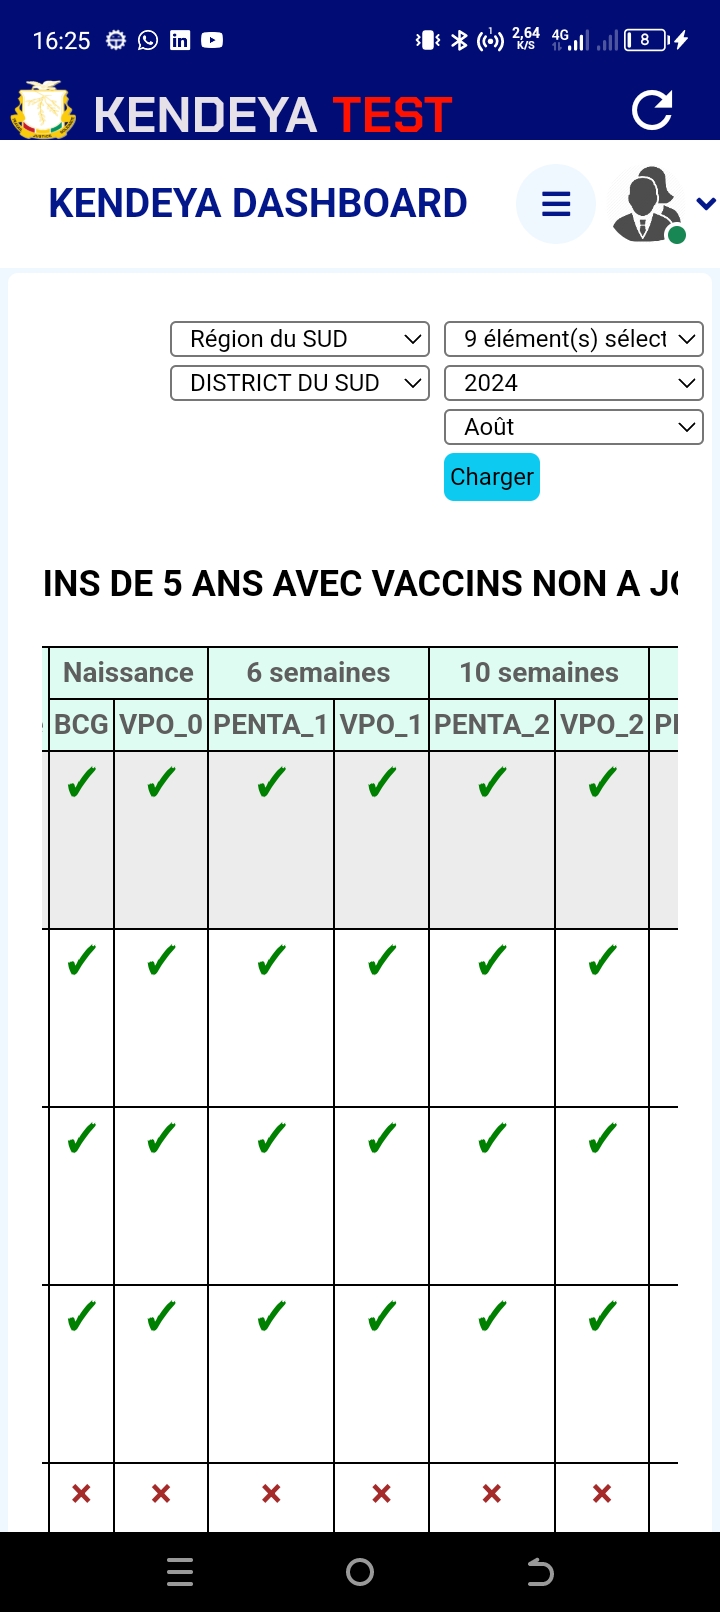 16:25 2,64 K/S 4G 8
KENDEYA TEST
KENDEYA DASHBOARD
Région du SUD 9 élément(s) sélect
DISTRICT DU SUD 2024
Août
Charger
INS DE 5 ANS AVEC VACCINS NON A JO
Naissance 6 semaines 10 semaines
BCG VPO_0 PENTA_1 VPO_1 PENTA_2 VPO_2 PE
✓ ✓ ✓ ✓ ✓ ✓
✓ ✓ ✓ ✓ ✓ ✓
✓ ✓ ✓ ✓ ✓ ✓
✓ ✓ ✓ ✓ ✓ ✓
× × × × × ×